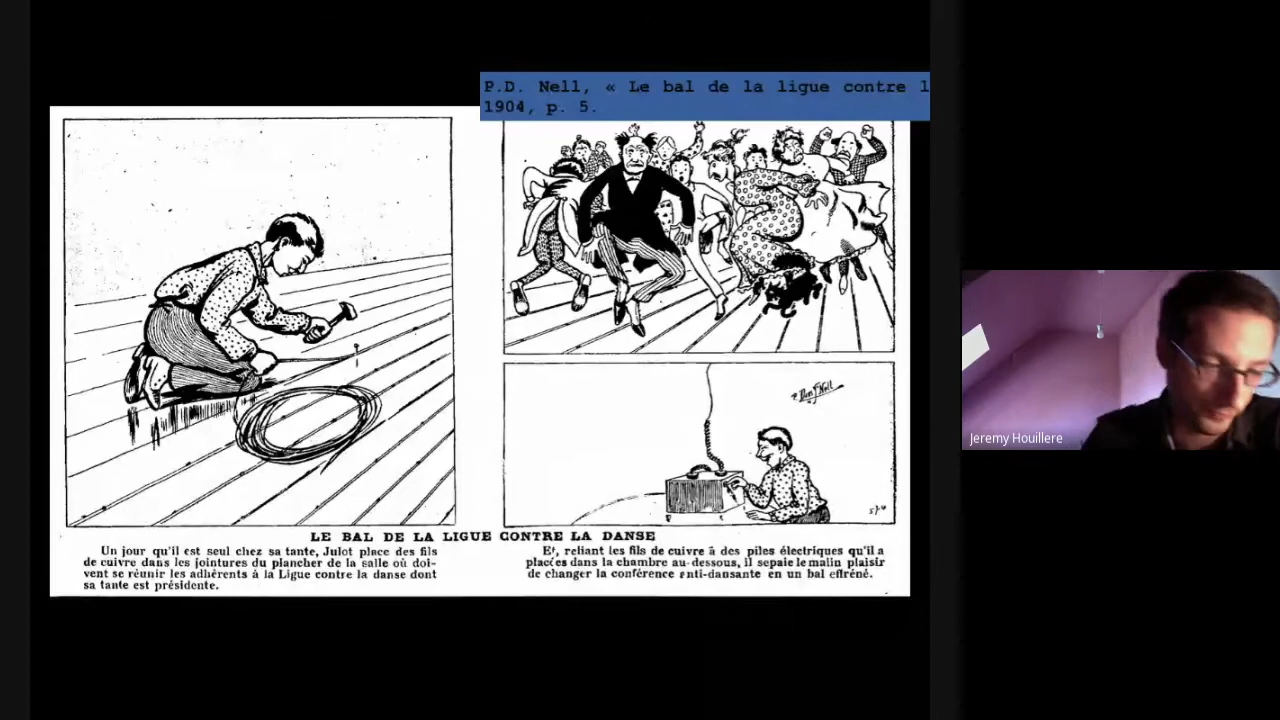 P.D. Nell, « Le bal de la ligue contre l
1904, p. 5.
P. Dan J Nell
LE BAL DE LA LIGUE CONTRE LA DANSE
Un jour qu'il est seul chez sa tante, Julot place des fils
de cuivre dans les jointures du plancher de la salle où doi-
vent se réunir les adhérents à la Ligue contre la danse dont
sa tante est présidente.
Et, reliant les fils de cuivre à des piles électriques qu'il a
placées dans la chambre au-dessous, il se paie le malin plaisir
de changer la conférence anti-dansante en un bal effréné.
Jeremy Houillere